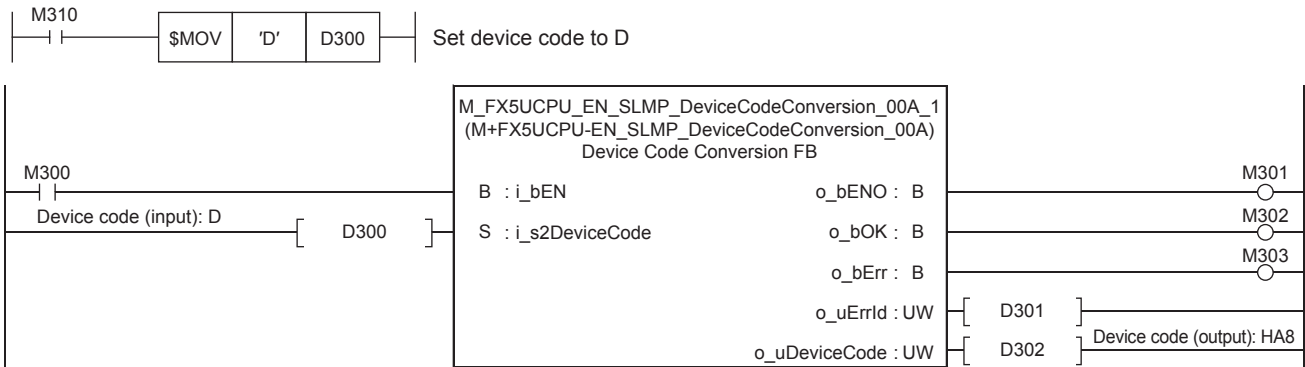 M310
$MOV 'D' D300 Set device code to D
M_FX5UCPU_EN_SLMP_DeviceCodeConversion_00A_1
(M+FX5UCPU-EN_SLMP_DeviceCodeConversion_00A)
Device Code Conversion FB
M300 B : i_bEN o_bENO : B M301
Device code (input): D D300 S : i_s2DeviceCode o_bOK : B M302
o_bErr : B M303
o_uErrId : UW D301
o_uDeviceCode : UW D302 Device code (output): HA8